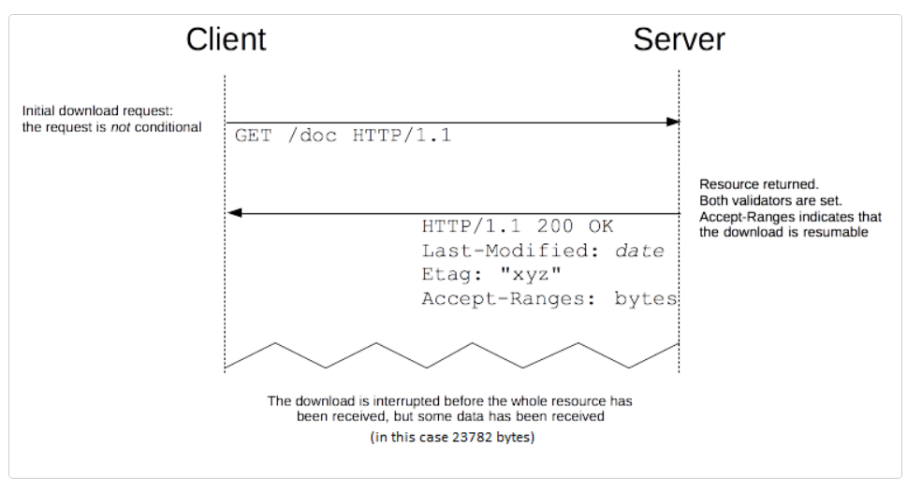 Client
Server
Initial download request:
the request is not conditional
GET /doc HTTP/1.1
Resource returned.
Both validators are set.
Accept-Ranges indicates that
the download is resumable
HTTP/1.1 200 OK
Last-Modified: date
Etag: "xyz"
Accept-Ranges: bytes
The download is interrupted before the whole resource has
been received, but some data has been received
(in this case 23782 bytes)